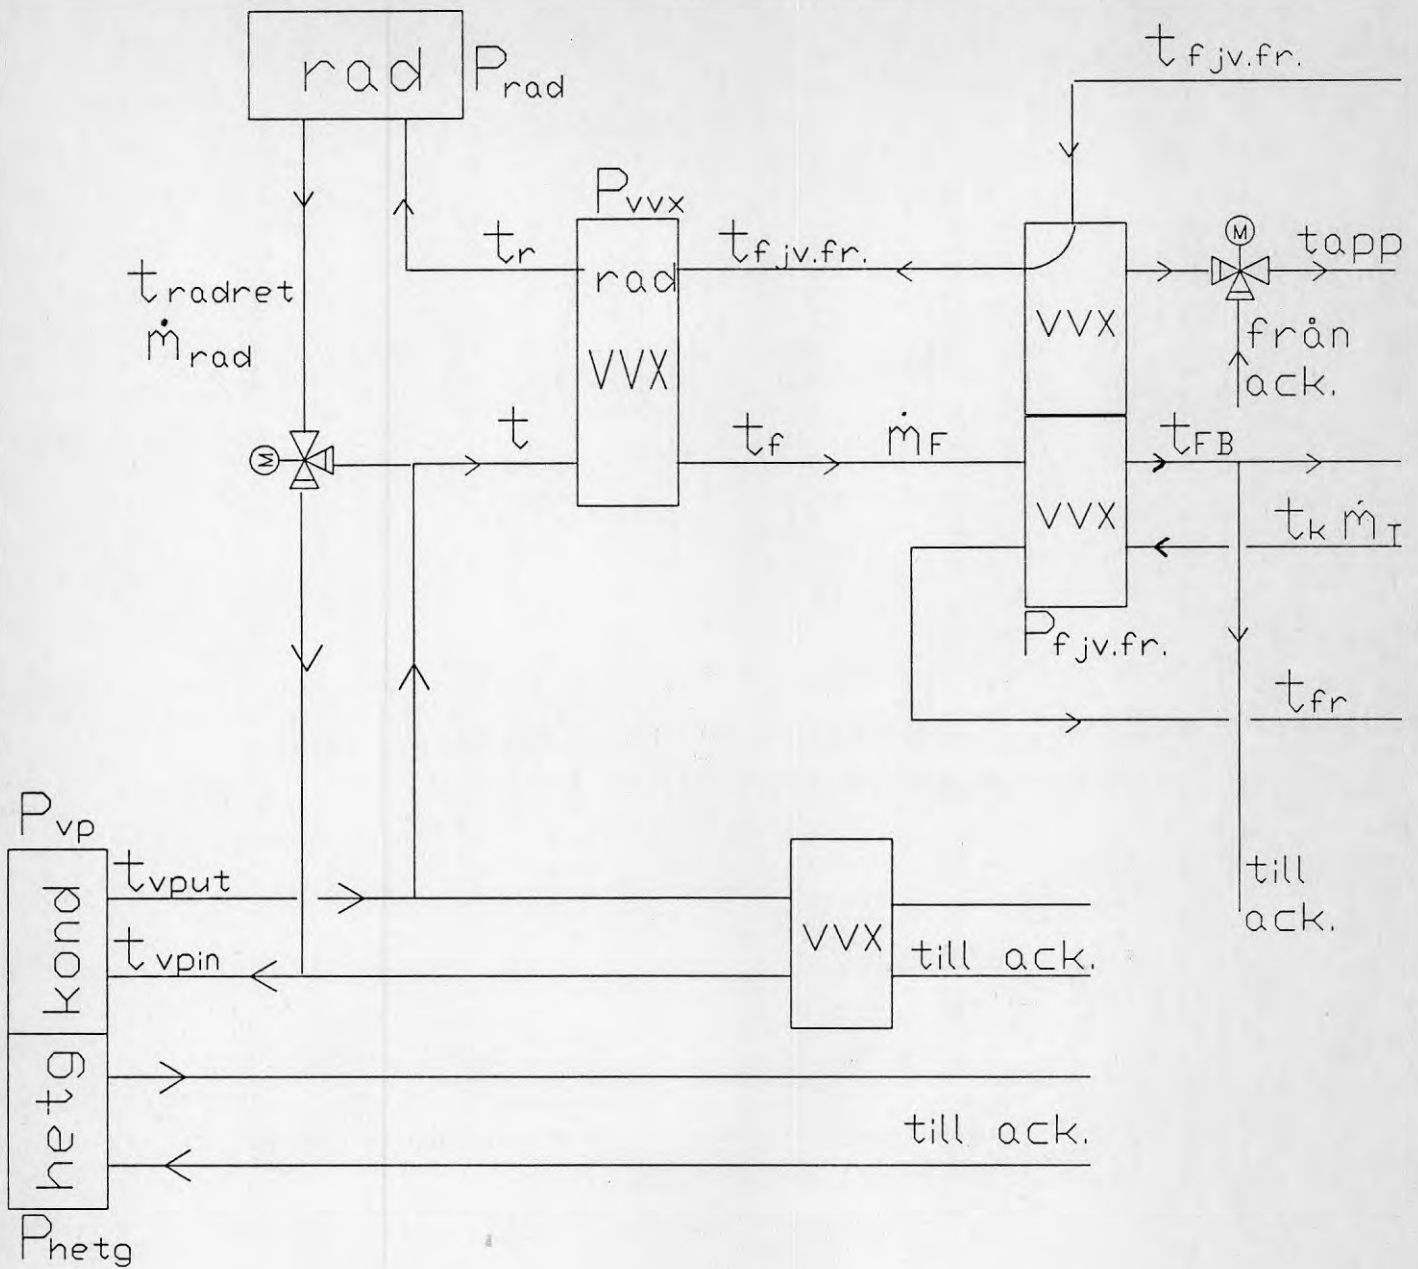 rad
Prad
tfjv.fr.
Pvvx
M
tr
rad
tfjv.fr.
tapp
tradret
ṁrad
VVX
VVX
från
ack.
M
t
tf
ṁF
tFB
VVX
tk ṁI
Pfjv.fr.
tfr
Pvp
kond
tvput
tvpin
VVX
till
ack.
till ack.
hetg
till ack.
Phetg